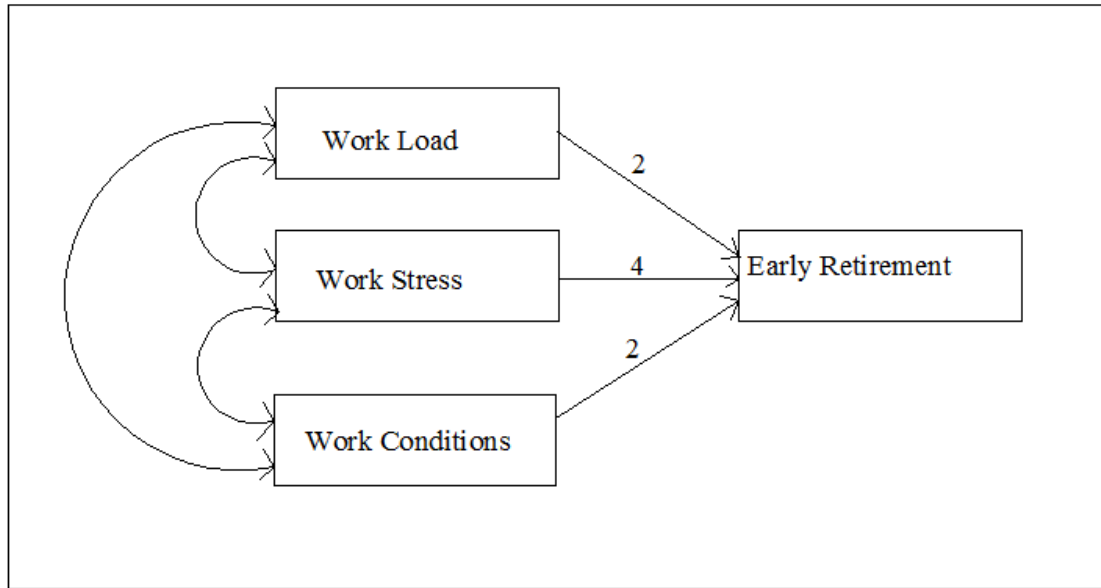 Work Load
2
Work Stress
4
Early Retirement
2
Work Conditions